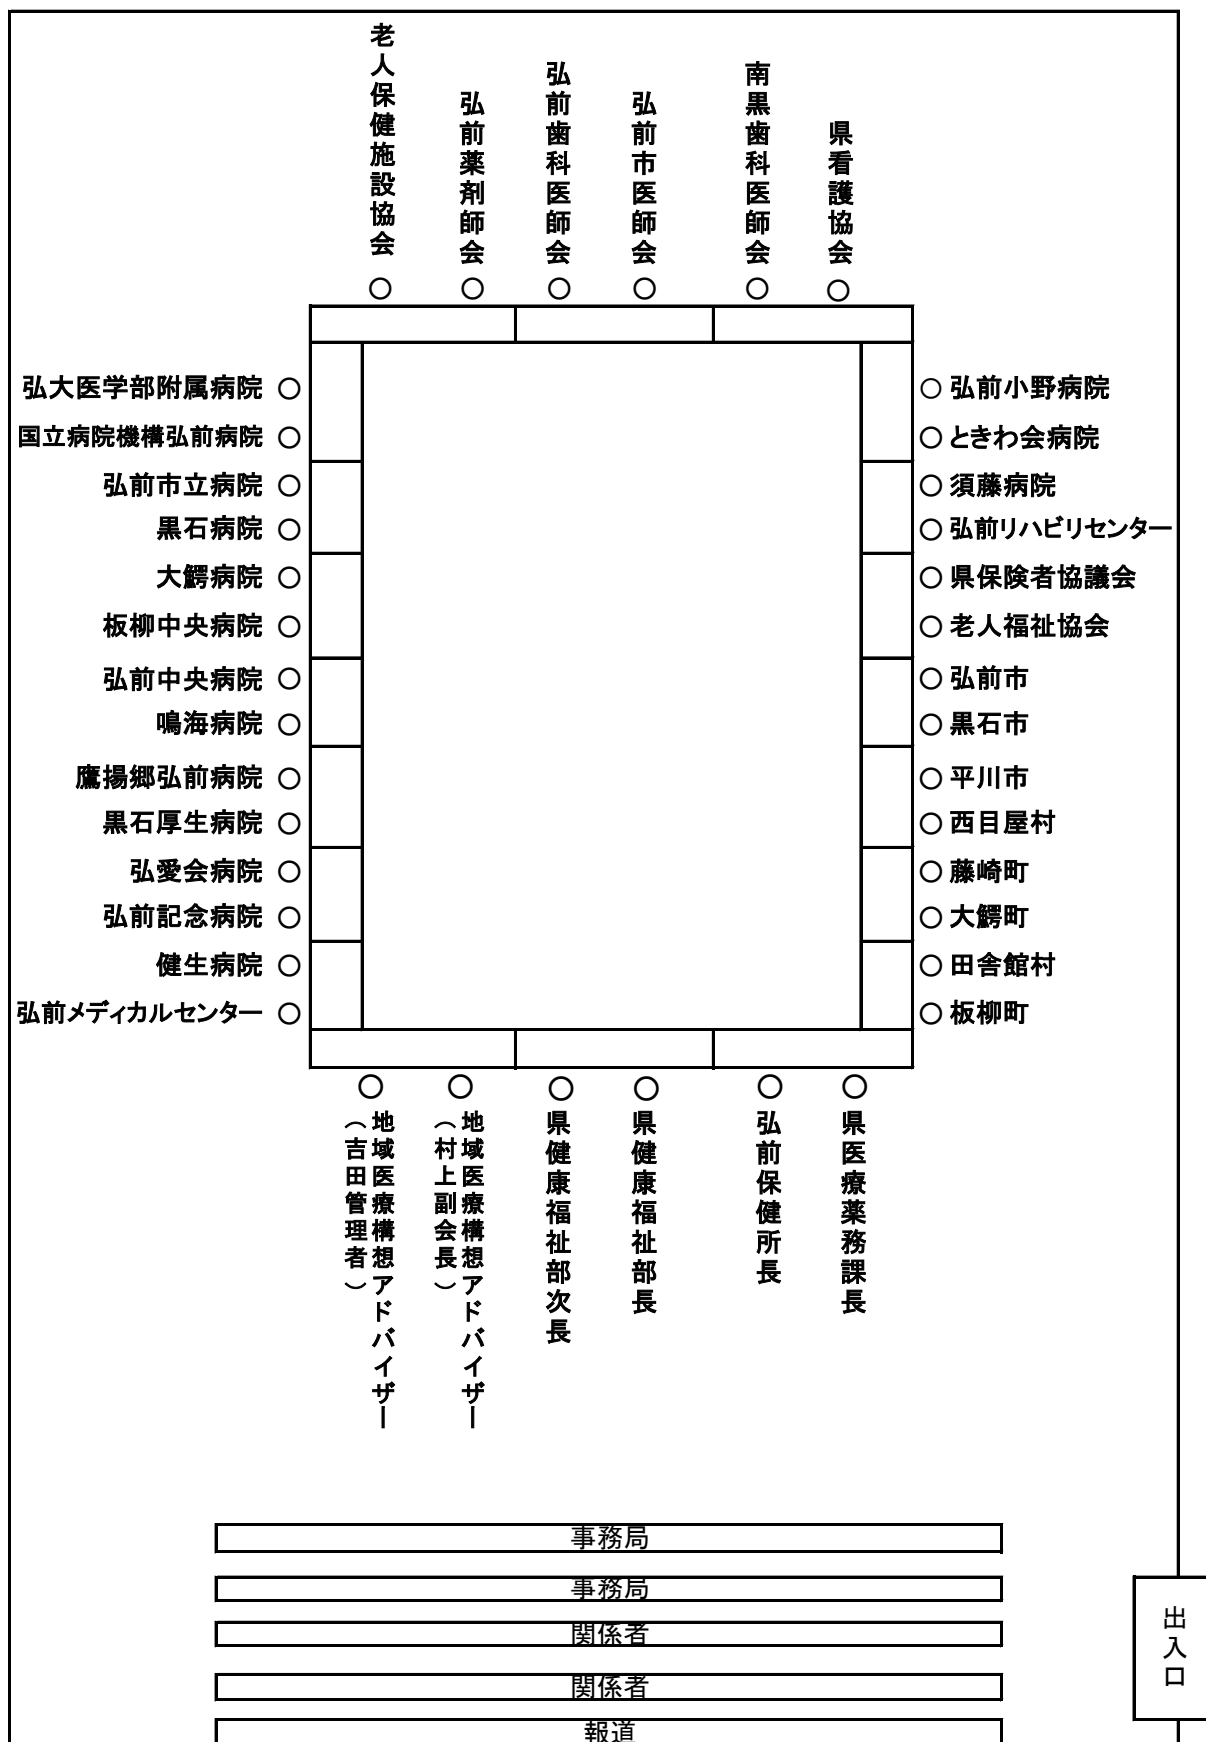 老人保健施設協会
弘前薬剤師会
弘前歯科医師会
弘前市医師会
南黒歯科医師会
県看護協会
弘大医学部附属病院
国立病院機構弘前病院
弘前市立病院
黒石病院
大鰐病院
板柳中央病院
弘前中央病院
鳴海病院
鷹揚郷弘前病院
黒石厚生病院
弘愛会病院
弘前記念病院
健生病院
弘前メディカルセンター
弘前小野病院
ときわ会病院
須藤病院
弘前リハビリセンター
県保険者協議会
老人福祉協会
弘前市
黒石市
平川市
西目屋村
藤崎町
大鰐町
田舎館村
板柳町
地域医療構想アドバイザー
（吉田管理者）
地域医療構想アドバイザー
（村上副会長）
県健康福祉部次長
県健康福祉部長
弘前保健所長
県医療薬務課長
事務局
事務局
関係者
関係者
報道
出入口